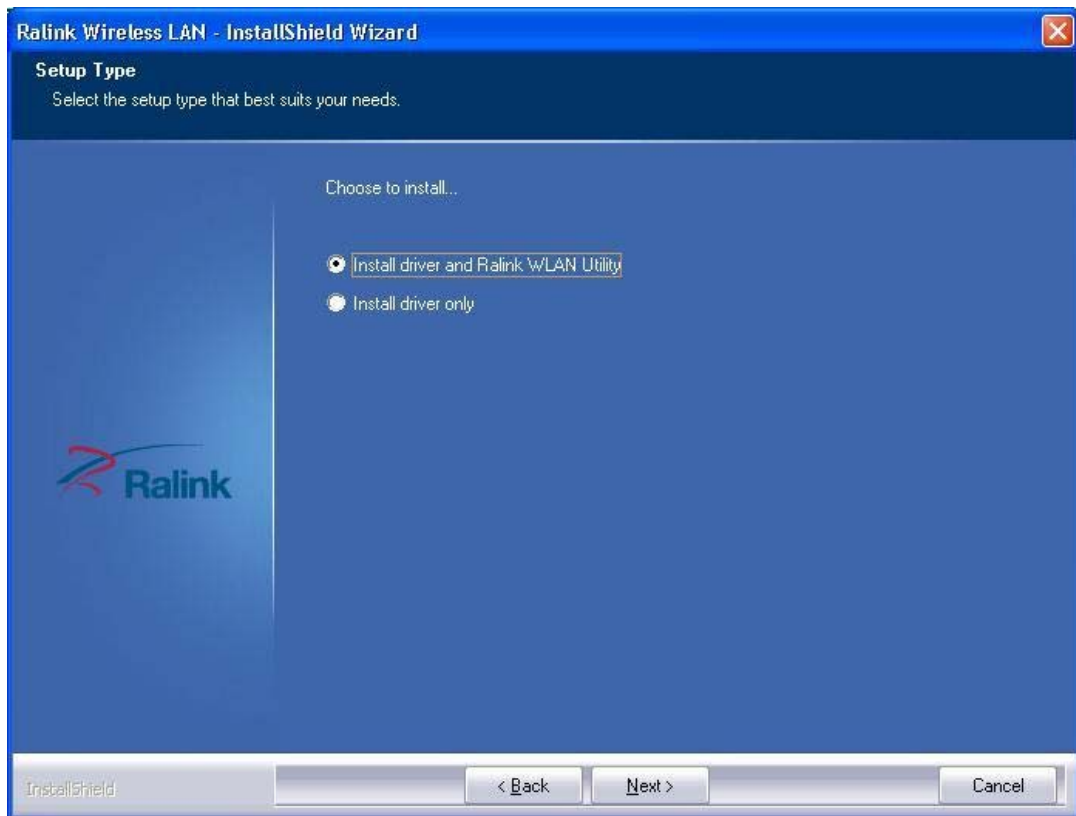 Ralink Wireless LAN - InstallShield Wizard
Setup Type
Select the setup type that best suits your needs.
Choose to install...
Install driver and Ralink WLAN Utility
Install driver only
Ralink
InstallShield
< Back
Next >
Cancel